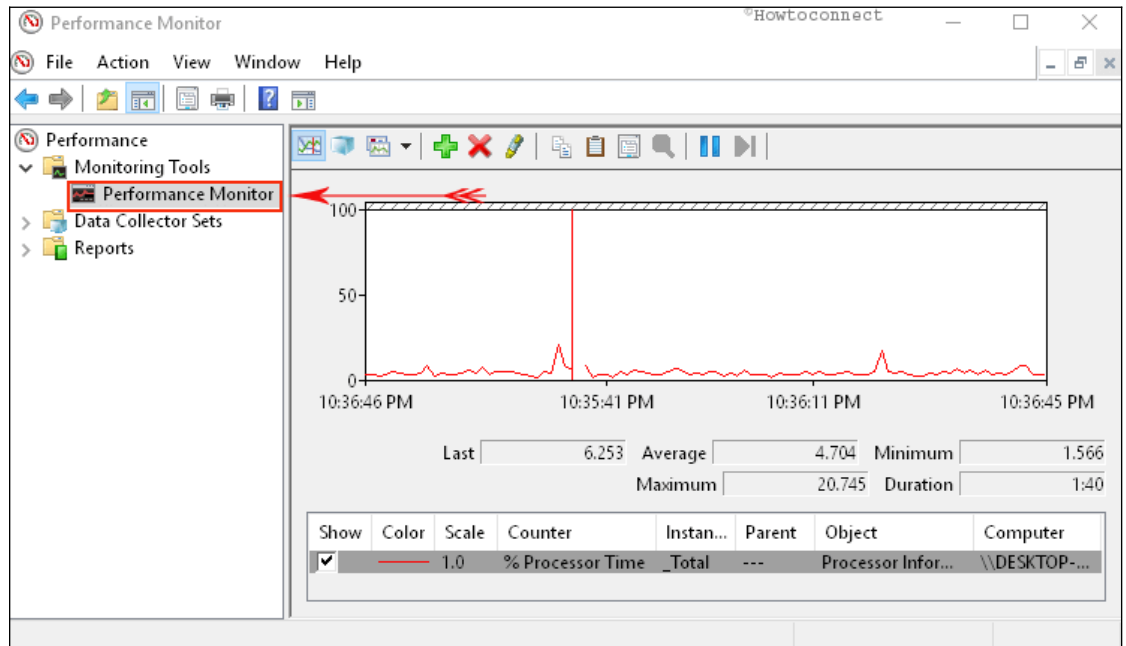 Performance Monitor
©Howtoconnect
File Action View Window Help
Performance
Monitoring Tools
Performance Monitor
Data Collector Sets
Reports
100
50
0
10:36:46 PM 10:35:41 PM 10:36:11 PM 10:36:45 PM
Last 6.253 Average 4.704 Minimum 1.566
Maximum 20.745 Duration 1:40
Show Color Scale Counter Instan... Parent Object Computer
1.0 % Processor Time _Total --- Processor Infor... \\DESKTOP-...